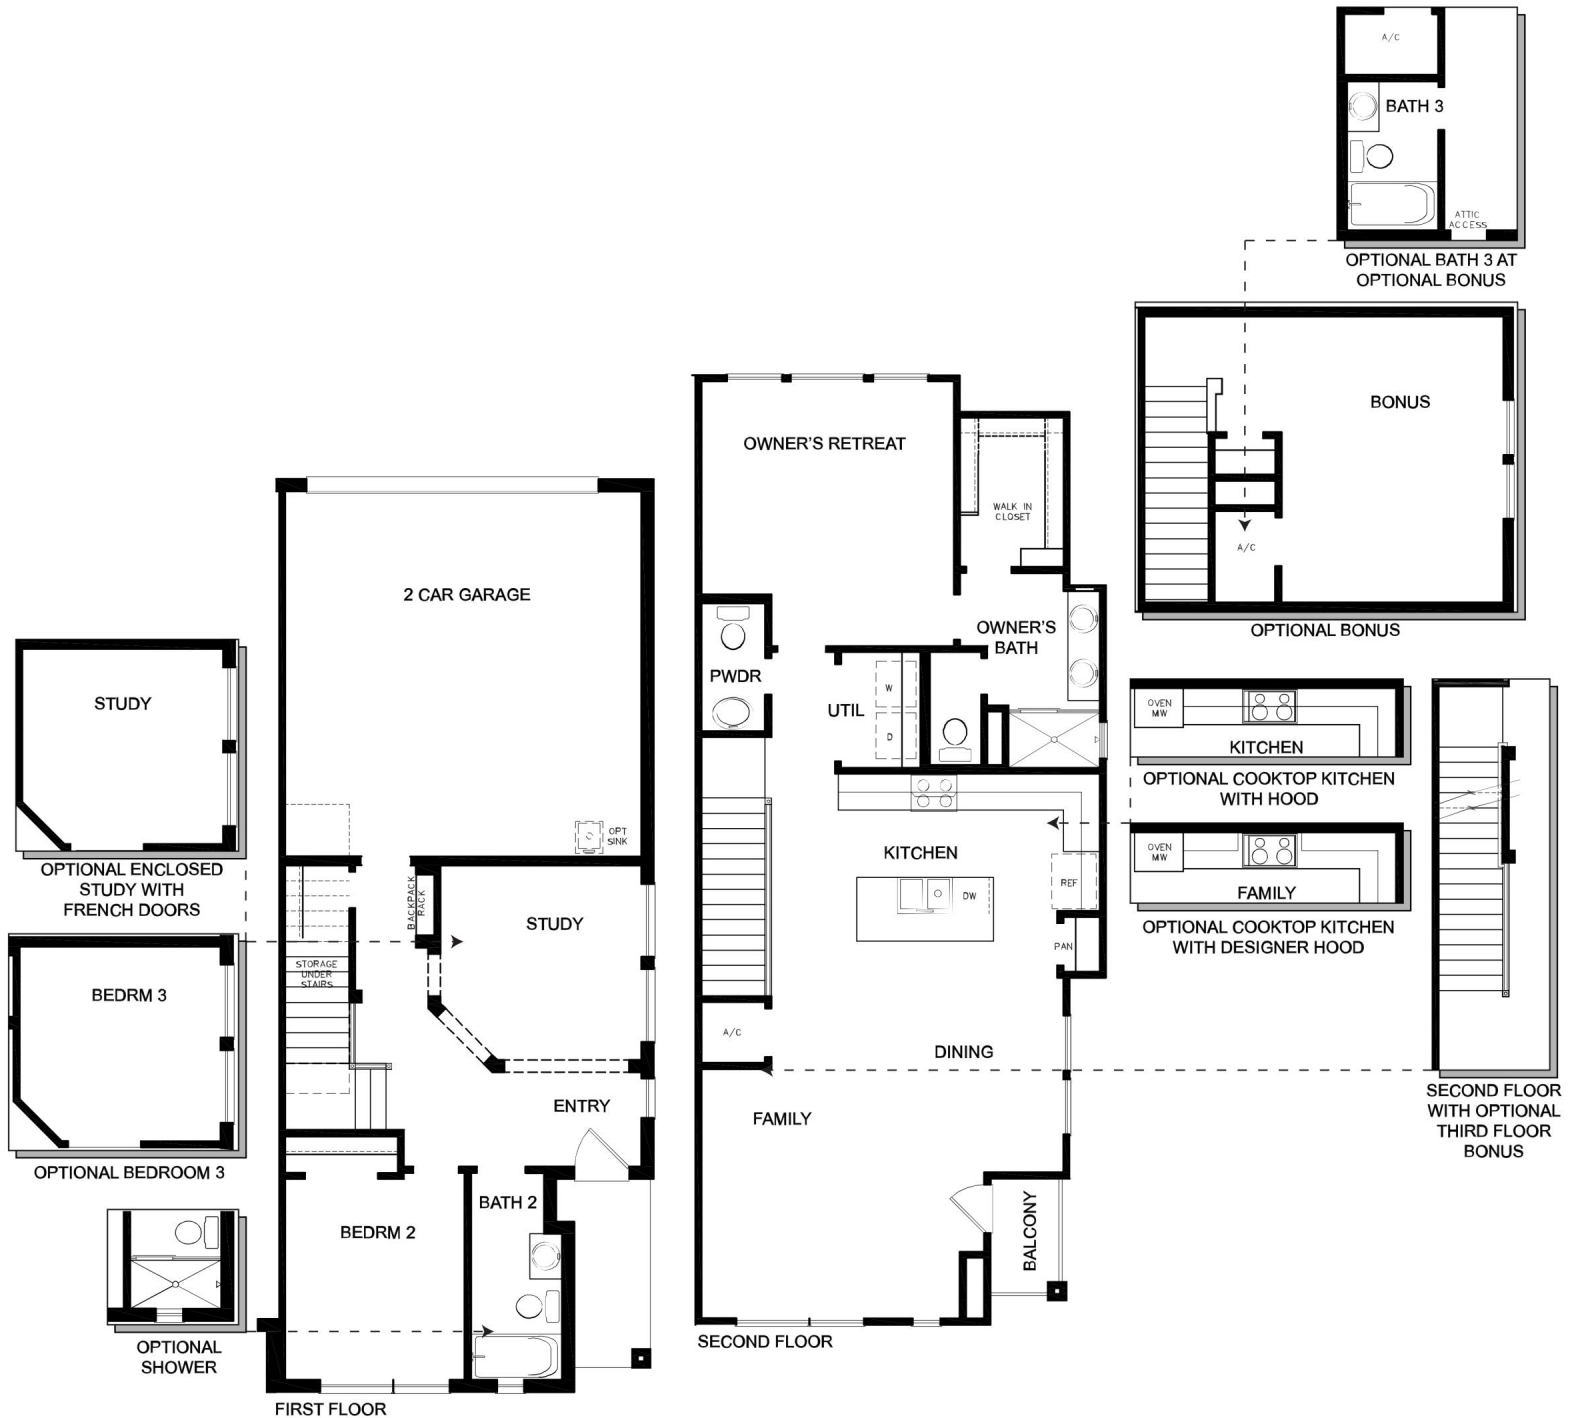 A/C
BATH 3
ATTIC
ACCESS
OPTIONAL BATH 3 AT
OPTIONAL BONUS
BONUS
A/C
OPTIONAL BONUS
OWNER'S RETREAT
WALK IN
CLOSET
OWNER'S
BATH
PWDR
UTIL
W
D
KITCHEN
REF
DW
PAN
A/C
DINING
FAMILY
BALCONY
SECOND FLOOR
OVEN
MW
KITCHEN
OPTIONAL COOKTOP KITCHEN
WITH HOOD
OVEN
MW
FAMILY
OPTIONAL COOKTOP KITCHEN
WITH DESIGNER HOOD
SECOND FLOOR
WITH OPTIONAL
THIRD FLOOR
BONUS
2 CAR GARAGE
OPT
SINK
BACKPACK
RACK
STUDY
STORAGE
UNDER
STAIRS
ENTRY
BATH 2
BEDRM 2
FIRST FLOOR
STUDY
OPTIONAL ENCLOSED
STUDY WITH
FRENCH DOORS
BEDRM 3
OPTIONAL BEDROOM 3
OPTIONAL
SHOWER